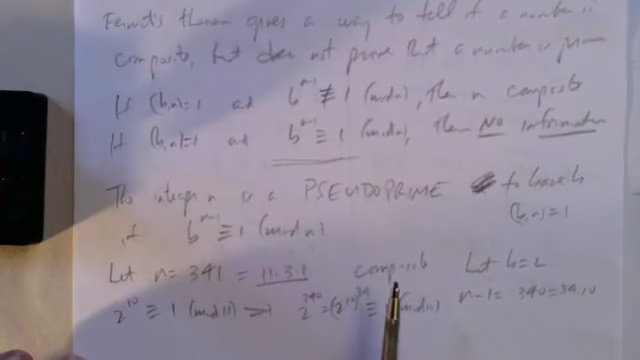 Fermat's theorem gives a way to tell if a number is
composite, but does not prove that a number is prime
If (b,n)=1 and b^{n-1} ≢ 1 (mod n), then n composite
If (b,n)=1 and b^{n-1} ≡ 1 (mod n), then NO information
The integer n is a PSEUDOPRIME to base b
(b,n)=1
if b^{n-1} ≡ 1 (mod n)
Let n = 341 = 11.31 composite Let b=2
2^{10} ≡ 1 (mod 11) => 2^{340} = (2^{10})^{34} ≡ (mod 11) n-1 = 340 = 34.10